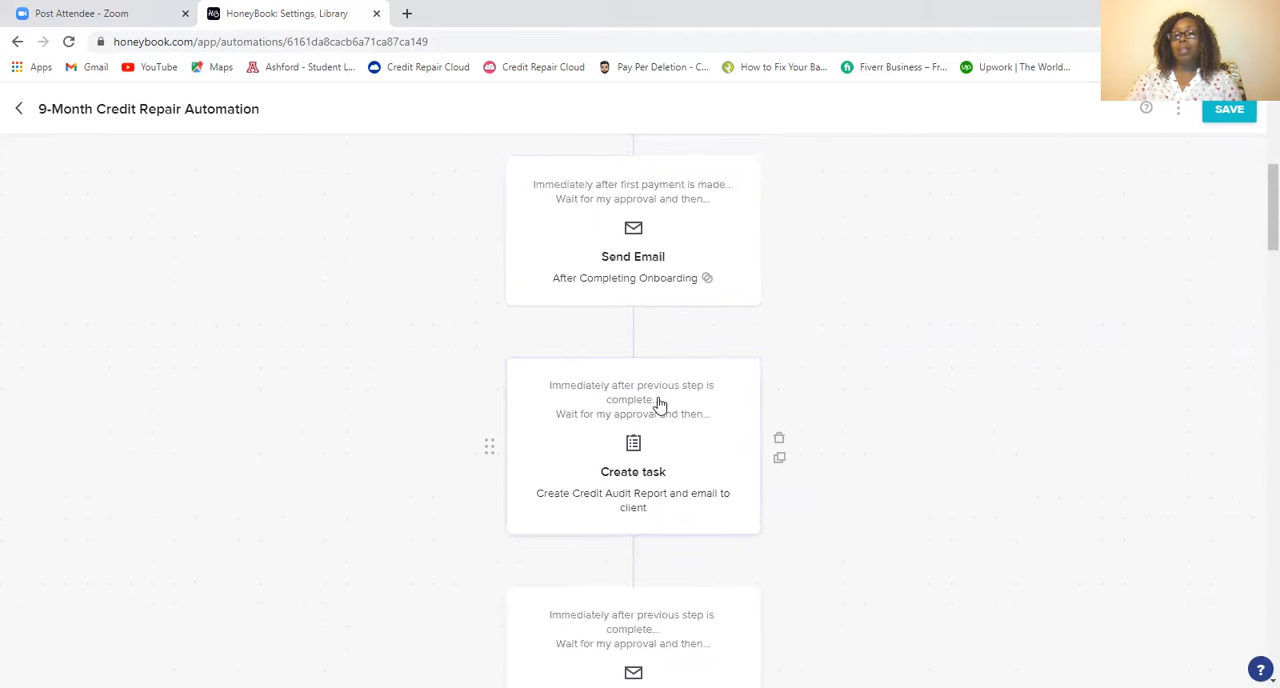 Post Attendee - Zoom
HoneyBook: Settings, Library
honeybook.com/app/automations/6161da8cacb6a71ca87ca149
Apps
Gmail
YouTube
Maps
Ashford - Student L...
Credit Repair Cloud
Credit Repair Cloud
Pay Per Deletion - C...
How to Fix Your Ba...
Fiverr Business – Fr...
Upwork | The World...
9-Month Credit Repair Automation
SAVE
Immediately after first payment is made...
Wait for my approval and then...
Send Email
After Completing Onboarding
Immediately after previous step is
complete...
Wait for my approval and then...
Create task
Create Credit Audit Report and email to
client
Immediately after previous step is
complete...
Wait for my approval and then...